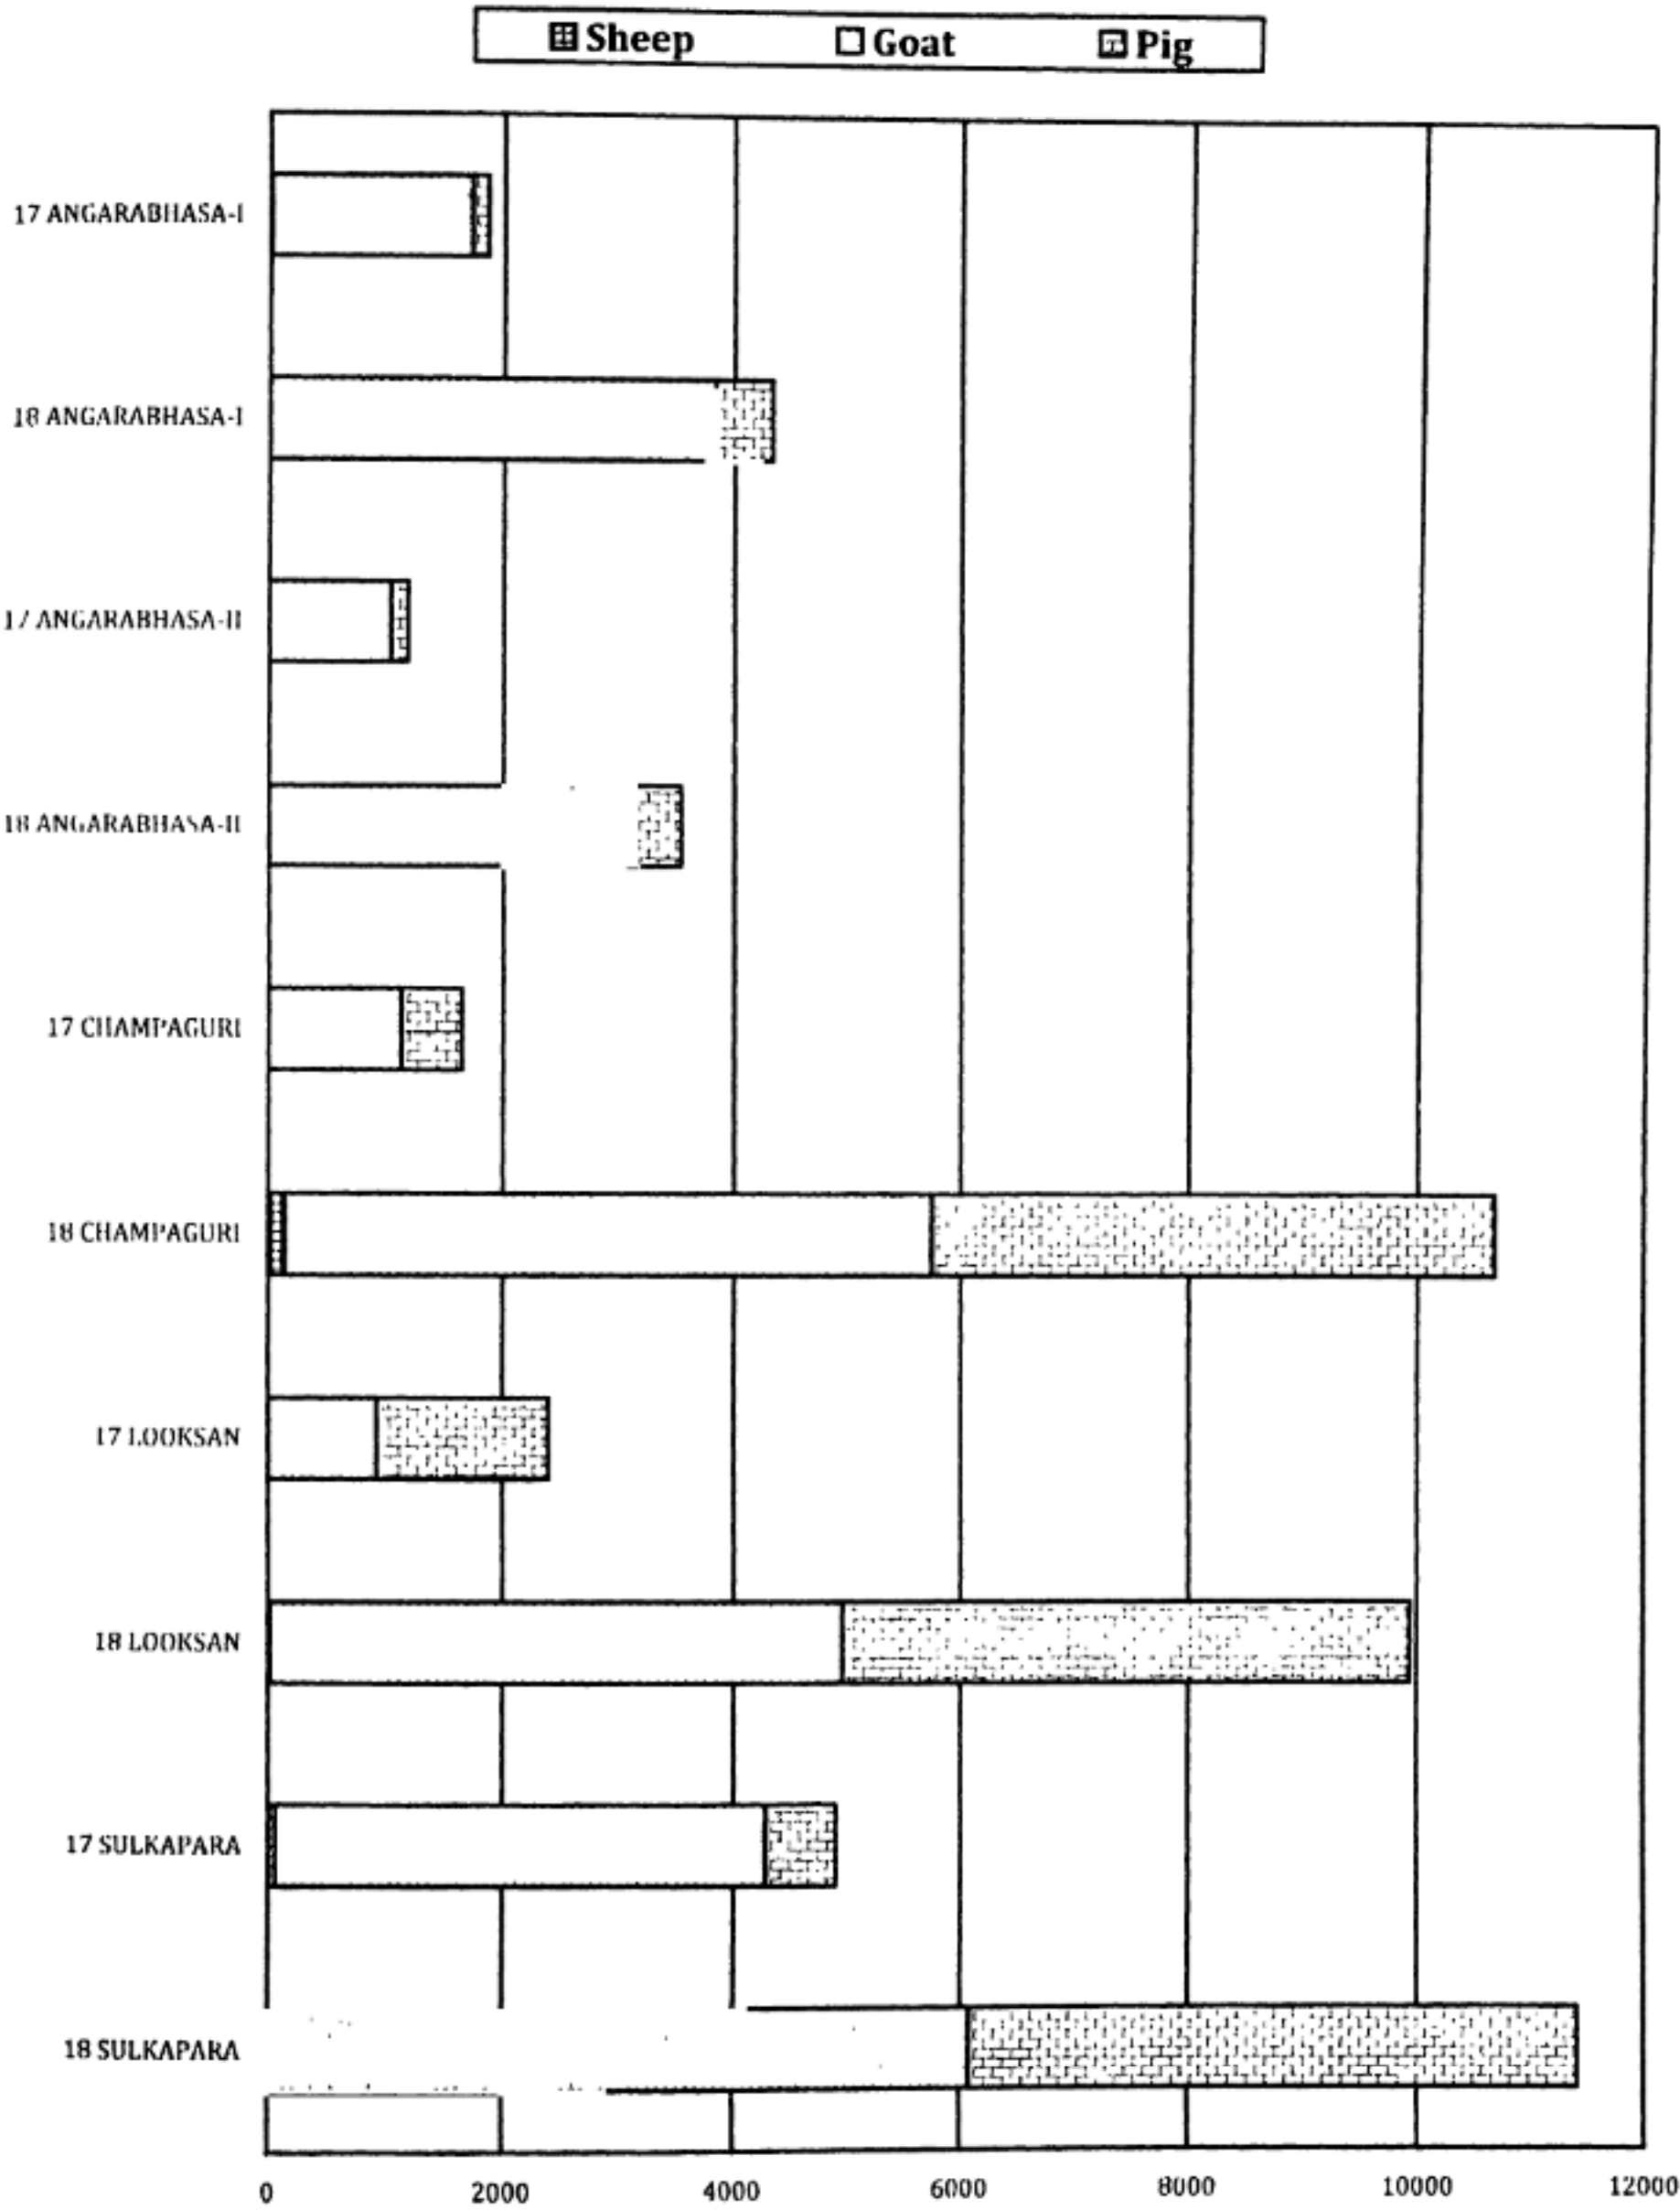 Sheep Goat Pig
17 ANGARABHASA-I
18 ANGARABHASA-I
17 ANGARABHASA-II
18 ANGARABHASA-II
17 CHAMPAGURI
18 CHAMPAGURI
17 LOOKSAN
18 LOOKSAN
17 SULKAPARA
18 SULKAPARA
0 2000 4000 6000 8000 10000 12000